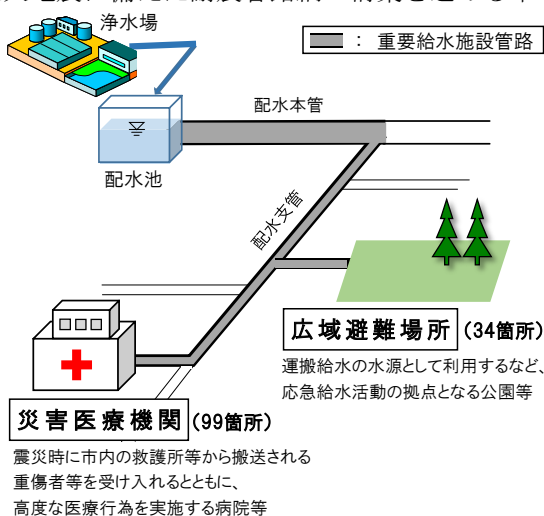 浄水場
： 重要給水施設管路
配水本管
配水池
配水支管
広域避難場所 (34箇所)
運搬給水の水源として利用するなど、
応急給水活動の拠点となる公園等
災害医療機関 (99箇所)
震災時に市内の救護所等から搬送される
重傷者等を受け入れるとともに、
高度な医療行為を実施する病院等